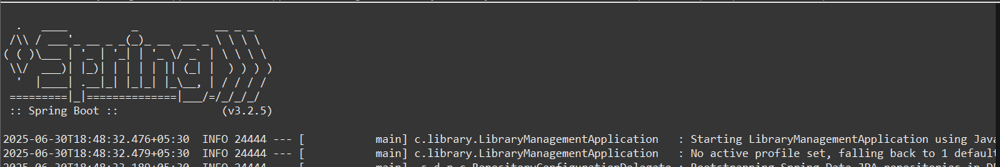 .   ____          _            __ _ _
 /\\ / ___'_ __ _ _(_)_ __  __ _ \ \ \ \
( ( )\___ | '_ | '_| | '_ \/ _` | \ \ \ \
 \\/  ___)| |_)| | | | | || (_| |  ) ) ) )
  '  |____| .__|_| |_|_| |_\__, | / / / /
 =========|_|==============|___/=/_/_/_/
 :: Spring Boot ::                (v3.2.5)
2025-06-30T18:48:32.476+05:30  INFO 24444 --- [           main] c.library.LibraryManagementApplication   : Starting LibraryManagementApplication using Java
2025-06-30T18:48:32.479+05:30  INFO 24444 --- [           main] c.library.LibraryManagementApplication   : No active profile set, falling back to 1 default
2025-06-30T18:48:33.189+05:30  INFO 24444 --- [           main] .s.d.r.c.RepositoryConfigurationDelegate : Bootstrapping Spring Data JPA repositories in